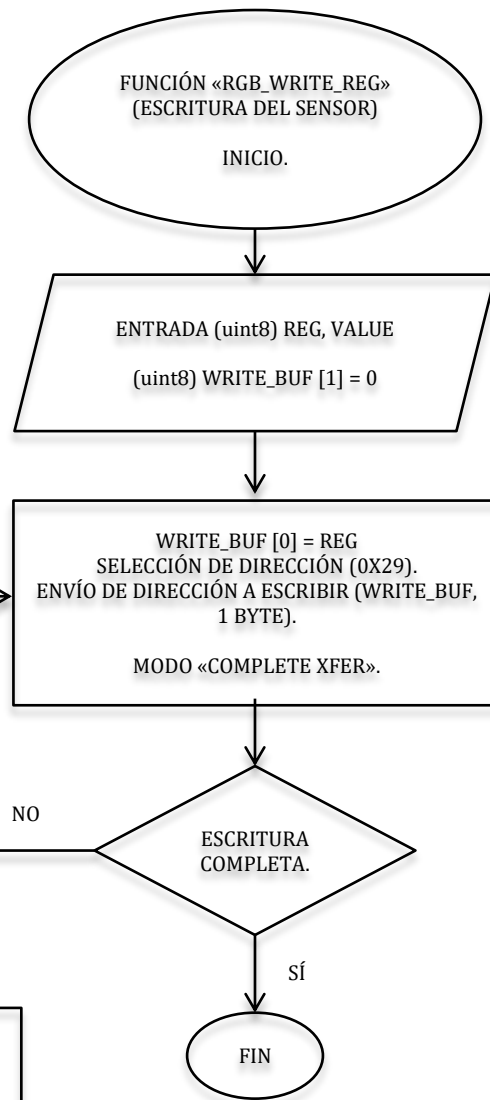 FUNCIÓN «RGB_WRITE_REG»
(ESCRITURA DEL SENSOR)
INICIO.
ENTRADA (uint8) REG, VALUE
(uint8) WRITE_BUF [1] = 0
WRITE_BUF [0] = REG
SELECCIÓN DE DIRECCIÓN (0X29).
ENVÍO DE DIRECCIÓN A ESCRIBIR (WRITE_BUF,
1 BYTE).
MODO «COMPLETE XFER».
NO
ESCRITURA
COMPLETA.
SÍ
FIN